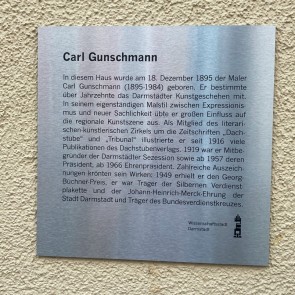 Carl Gunschmann
In diesem Haus wurde am 18. Dezember 1895 der Maler
Carl Gunschmann (1895-1984) geboren. Er bestimmte
über Jahrzehnte das Darmstädter Kunstgeschehen mit.
In seinem eigenständigen Malstil zwischen Expressionis-
mus und neuer Sachlichkeit übte er großen Einfluss auf
die regionale Kunstszene aus. Als Mitglied des literari-
schen-künstlerischen Zirkels um die Zeitschriften „Dach-
stube" und „Tribunal" illustrierte er seit 1916 viele
Publikationen des Dachstubenverlags. 1919 war er Mitbe-
gründer der Darmstädter Sezession sowie ab 1957 deren
Präsident, ab 1966 Ehrenpräsident. Zahlreiche Auszeich-
nungen krönten sein Wirken: 1949 erhielt er den Georg-
Büchner-Preis, er war Träger der Silbernen Verdienst-
plakette und der Johann-Heinrich-Merck-Ehrung der
Stadt Darmstadt und Träger des Bundesverdienstkreuzes.
Wissenschaftsstadt
Darmstadt